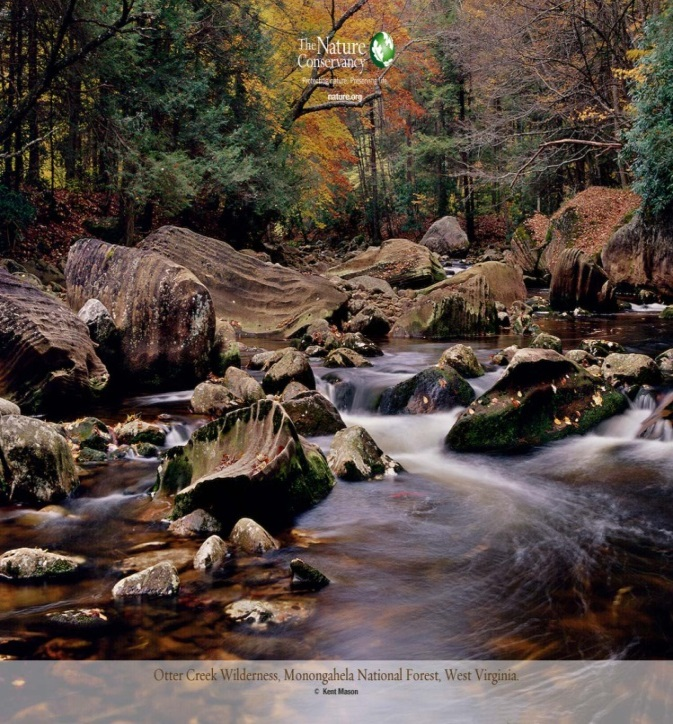 The Nature
Conservancy
Protecting nature. Preserving life.
nature.org
Otter Creek Wilderness, Monongahela National Forest, West Virginia.
© Kent Mason